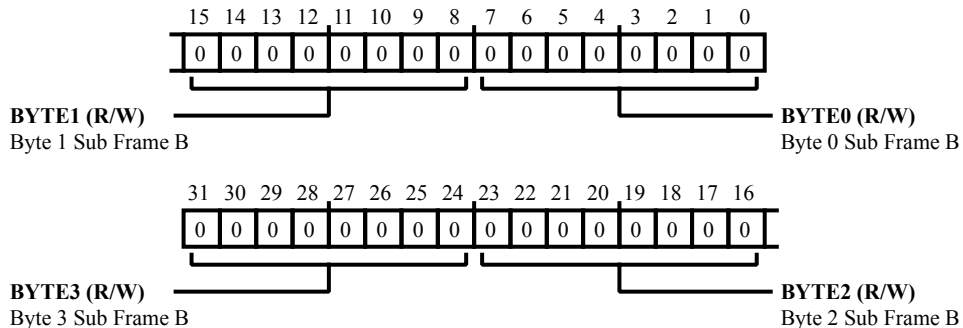 15 14 13 12 11 10 9 8 7 6 5 4 3 2 1 0
0 0 0 0 0 0 0 0 0 0 0 0 0 0 0 0
BYTE1 (R/W) BYTE0 (R/W)
Byte 1 Sub Frame B Byte 0 Sub Frame B
31 30 29 28 27 26 25 24 23 22 21 20 19 18 17 16
0 0 0 0 0 0 0 0 0 0 0 0 0 0 0 0
BYTE3 (R/W) BYTE2 (R/W)
Byte 3 Sub Frame B Byte 2 Sub Frame B